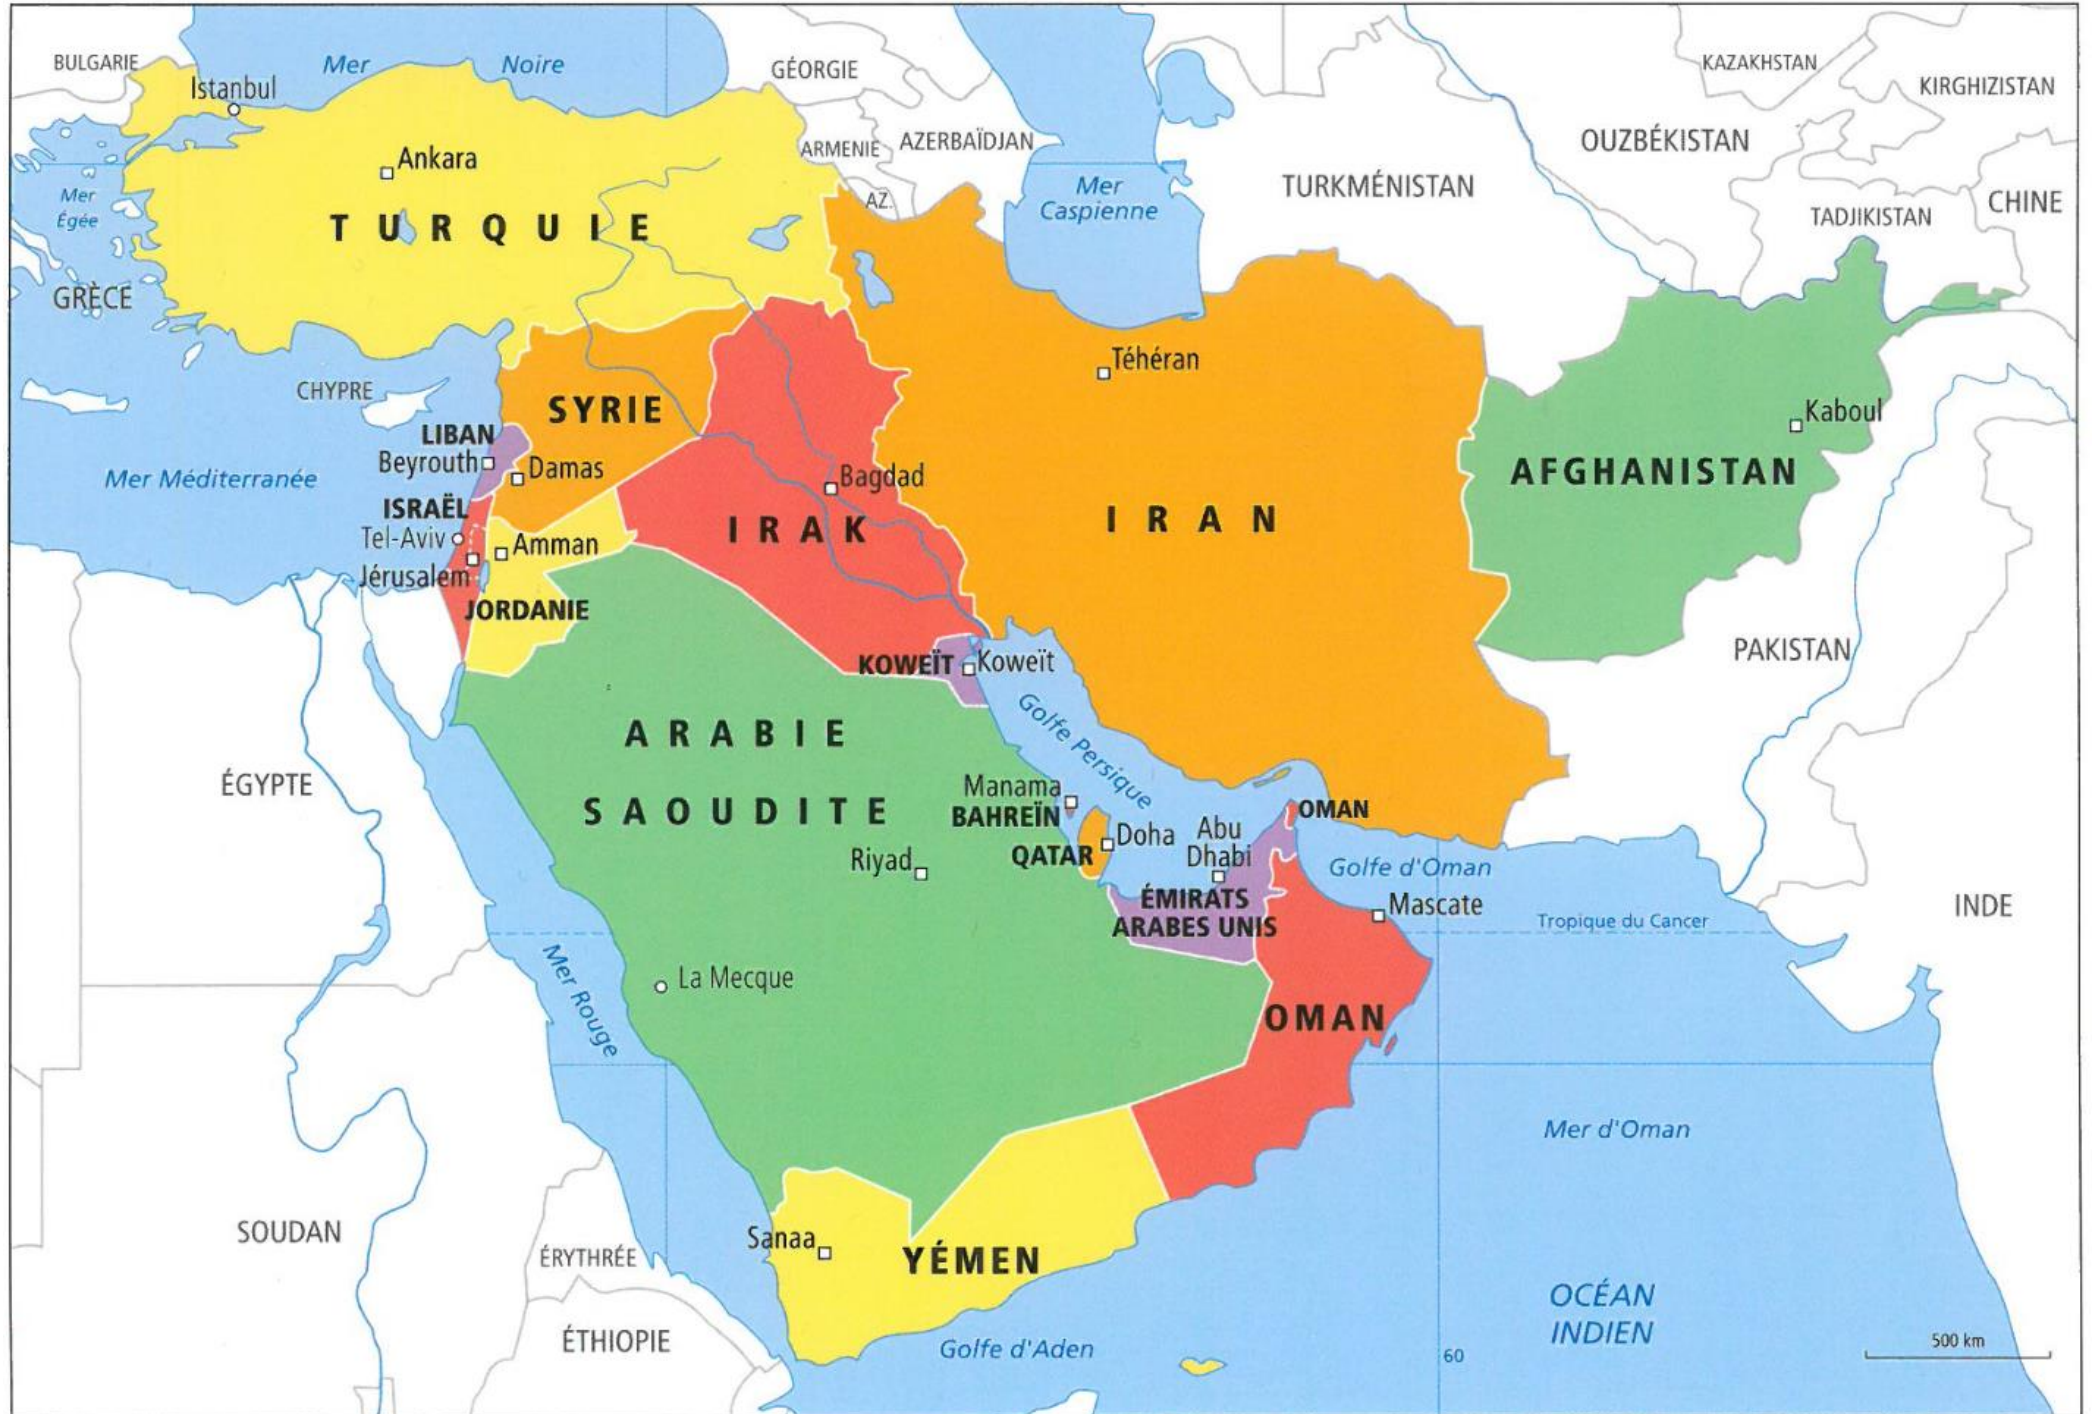 BULGARIE
Istanbul
Mer Noire
GÉORGIE
KAZAKHSTAN
KIRGHIZISTAN
Ankara
ARMENIE
AZERBAÏDJAN
OUZBÉKISTAN
Mer
Égée
AZ.
Mer
Caspienne
TURKMÉNISTAN
TADJIKISTAN
CHINE
TURQUIE
GRÈCE
Téhéran
CHYPRE
SYRIE
Kaboul
LIBAN
Beyrouth
Damas
Mer Méditerranée
Bagdad
AFGHANISTAN
ISRAËL
Tel-Aviv
Amman
IRAK
IRAN
Jérusalem
JORDANIE
KOWEÏT
Koweït
PAKISTAN
Golfe Persique
ARABIE
SAOUDITE
ÉGYPTE
Manama
BAHREÏN
QATAR
Doha
Abu
Dhabi
OMAN
Riyad
Golfe d'Oman
ÉMIRATS
ARABES UNIS
Mascate
Tropique du Cancer
INDE
Mer Rouge
La Mecque
OMAN
Mer d'Oman
SOUDAN
Sanaa
YÉMEN
ÉRYTHRÉE
OCÉAN
INDIEN
ÉTHIOPIE
Golfe d'Aden
60
500 km